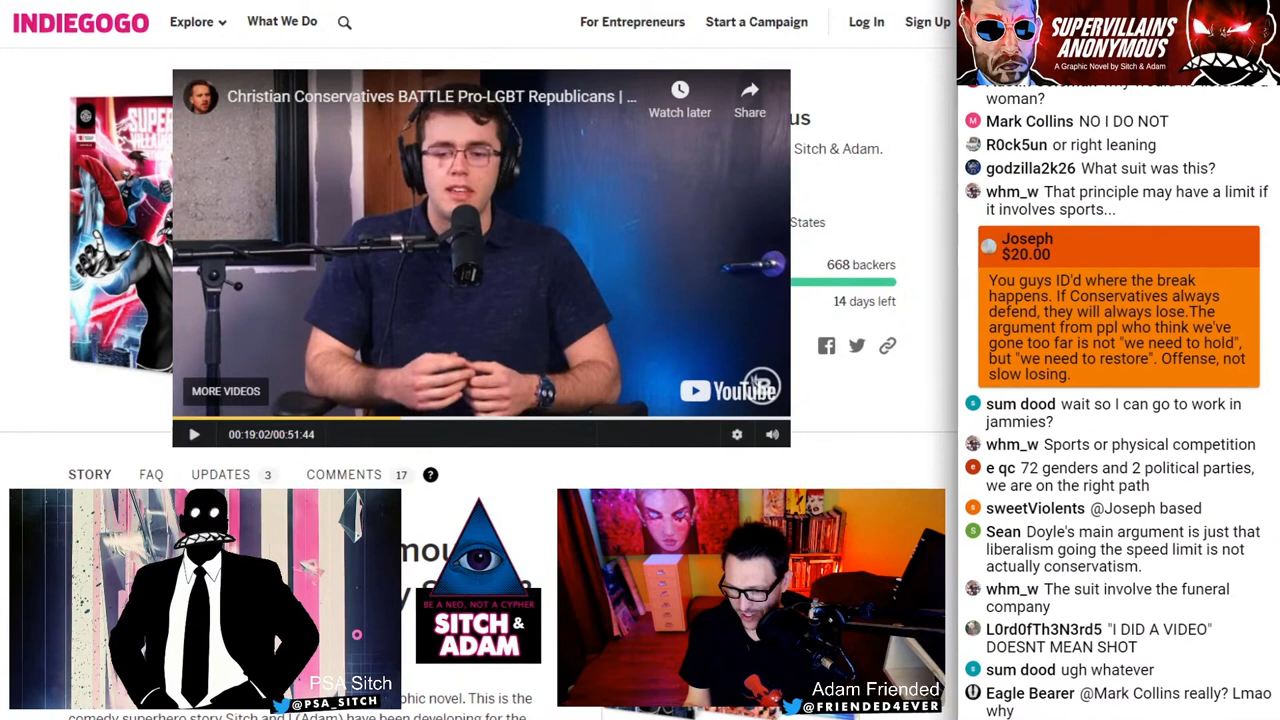 INDIEGOGO
Explore
What We Do
For Entrepreneurs
Start a Campaign
Log In
Sign Up
Christian Conservatives BATTLE Pro-LGBT Republicans | ...
Watch later
Share
us
Sitch & Adam.
States
668 backers
14 days left
MORE VIDEOS
YouTube
00:19:02/00:51:44
STORY
FAQ
UPDATES 3
COMMENTS 17
?
BE A NEO, NOT A CYPHER
SITCH &
ADAM
PSA Sitch
@PSA_SITCH
Adam Friended
@FRIENDED4EVER
phic novel. This is the
comedy superhero story Sitch and I (Adam) have been developing for the
SUPERVILLAINS
ANONYMOUS
A Graphic Novel by Sitch & Adam
woman?
Mark Collins NO I DO NOT
R0ck5un or right leaning
godzilla2k26 What suit was this?
whm_w That principle may have a limit if
it involves sports...
Joseph
$20.00
You guys ID'd where the break
happens. If Conservatives always
defend, they will always lose.The
argument from ppl who think we've
gone too far is not "we need to hold",
but "we need to restore". Offense, not
slow losing.
sum dood wait so I can go to work in
jammies?
whm_w Sports or physical competition
e qc 72 genders and 2 political parties,
we are on the right path
sweetViolents @Joseph based
Sean Doyle's main argument is just that
liberalism going the speed limit is not
actually conservatism.
whm_w The suit involve the funeral
company
L0rd0fTh3N3rd5 "I DID A VIDEO"
DOESNT MEAN SHOT
sum dood ugh whatever
Eagle Bearer @Mark Collins really? Lmao
why